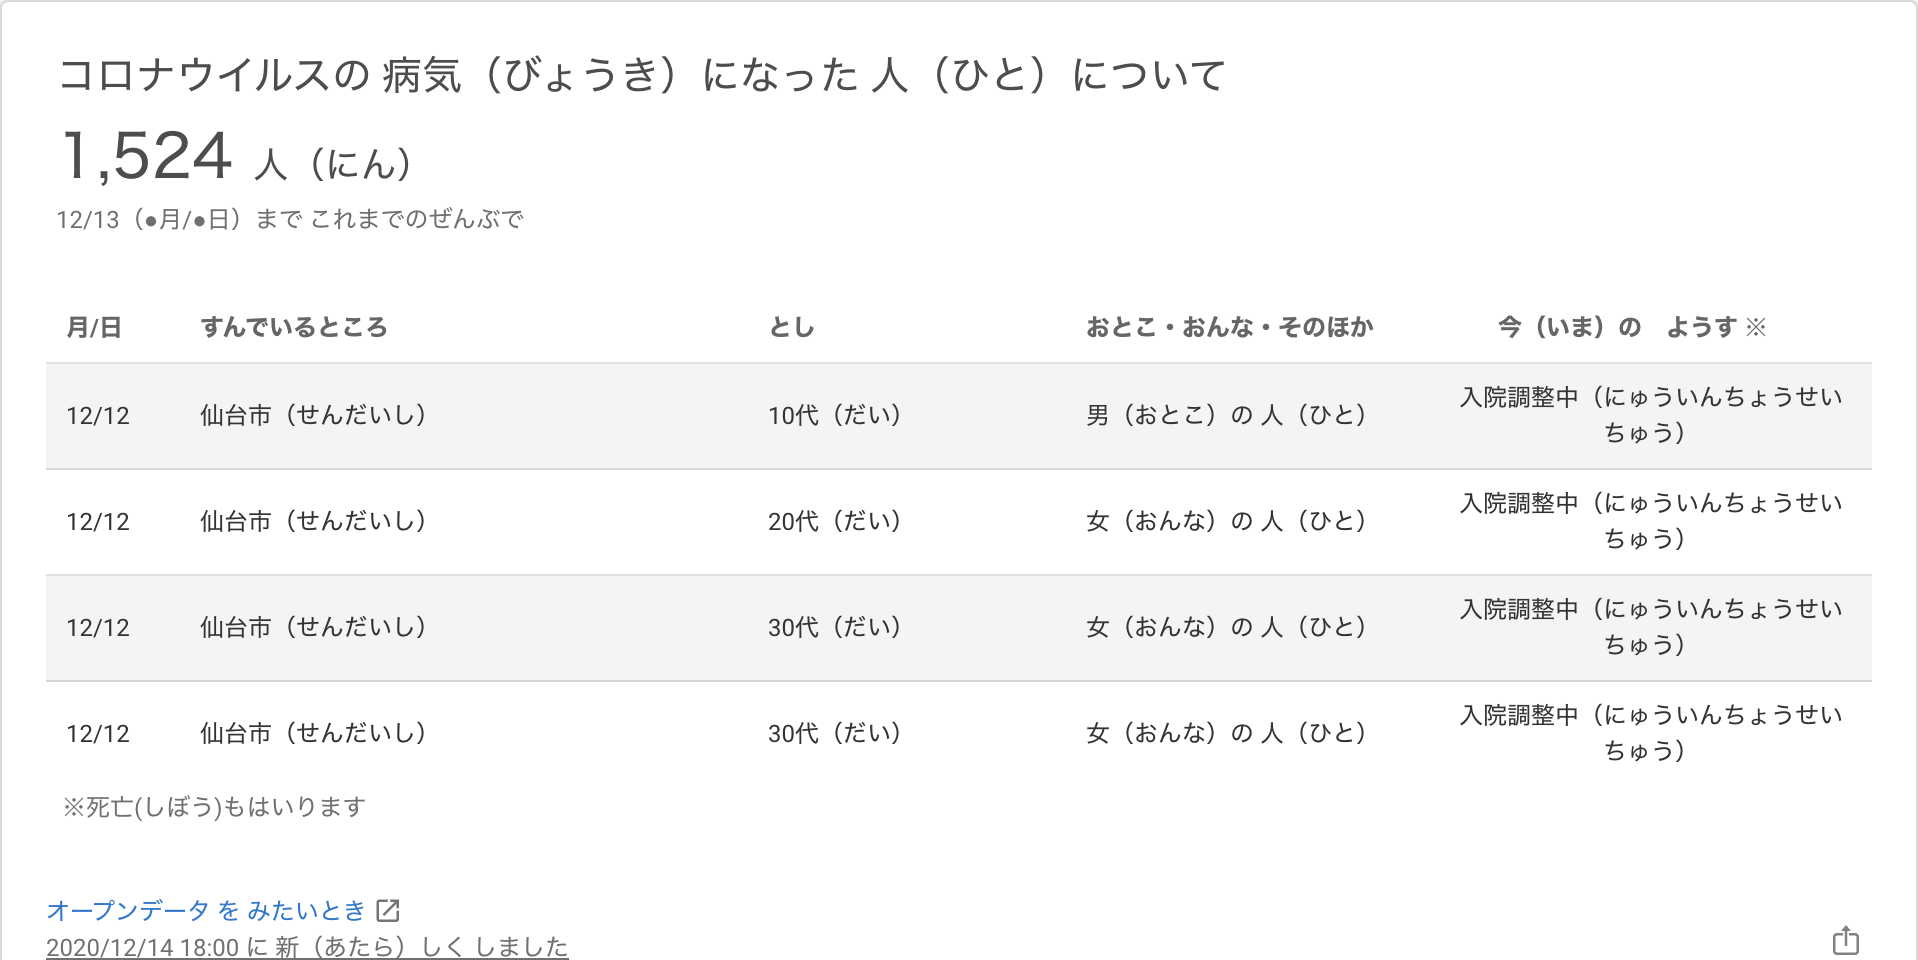 コロナウイルスの 病気（びょうき）になった 人（ひと）について
1,524 人（にん）
12/13（●月/●日）まで これまでのぜんぶで
月/日 すんでいるところ とし おとこ・おんな・そのほか 今（いま）の　ようす ※
12/12 仙台市（せんだいし） 10代（だい） 男（おとこ）の 人（ひと） 入院調整中（にゅういんちょうせい
ちゅう）
12/12 仙台市（せんだいし） 20代（だい） 女（おんな）の 人（ひと） 入院調整中（にゅういんちょうせい
ちゅう）
12/12 仙台市（せんだいし） 30代（だい） 女（おんな）の 人（ひと） 入院調整中（にゅういんちょうせい
ちゅう）
12/12 仙台市（せんだいし） 30代（だい） 女（おんな）の 人（ひと） 入院調整中（にゅういんちょうせい
ちゅう）
※死亡(しぼう)もはいります
オープンデータ を みたいとき
2020/12/14 18:00 に 新（あたら）しく しました